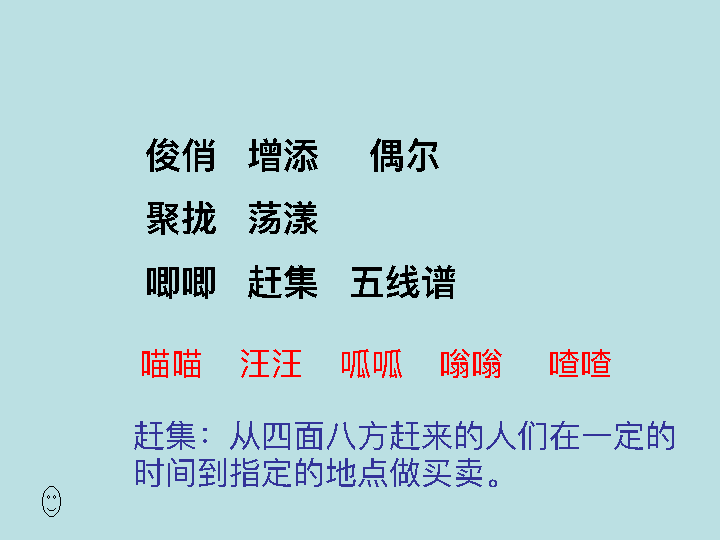 俊俏 增添 偶尔
聚拢 荡漾
唧唧 赶集 五线谱
喵喵 汪汪 呱呱 嗡嗡 喳喳
赶集：从四面八方赶来的人们在一定的
时间到指定的地点做买卖。